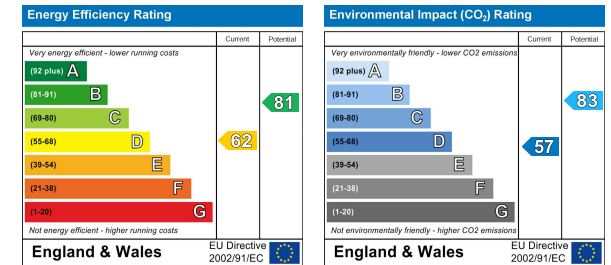 Energy Efficiency Rating
Current Potential
Very energy efficient - lower running costs
(92 plus) A
(81-91) B
81
(69-80) C
(55-68) D
62
(39-54) E
(21-38) F
(1-20) G
Not energy efficient - higher running costs
England & Wales
EU Directive
2002/91/EC
Environmental Impact (CO2) Rating
Current Potential
Very environmentally friendly - lower CO2 emissions
(92 plus) A
(81-91) B
83
(69-80) C
(55-68) D
57
(39-54) E
(21-38) F
(1-20) G
Not environmentally friendly - higher CO2 emissions
England & Wales
EU Directive
2002/91/EC